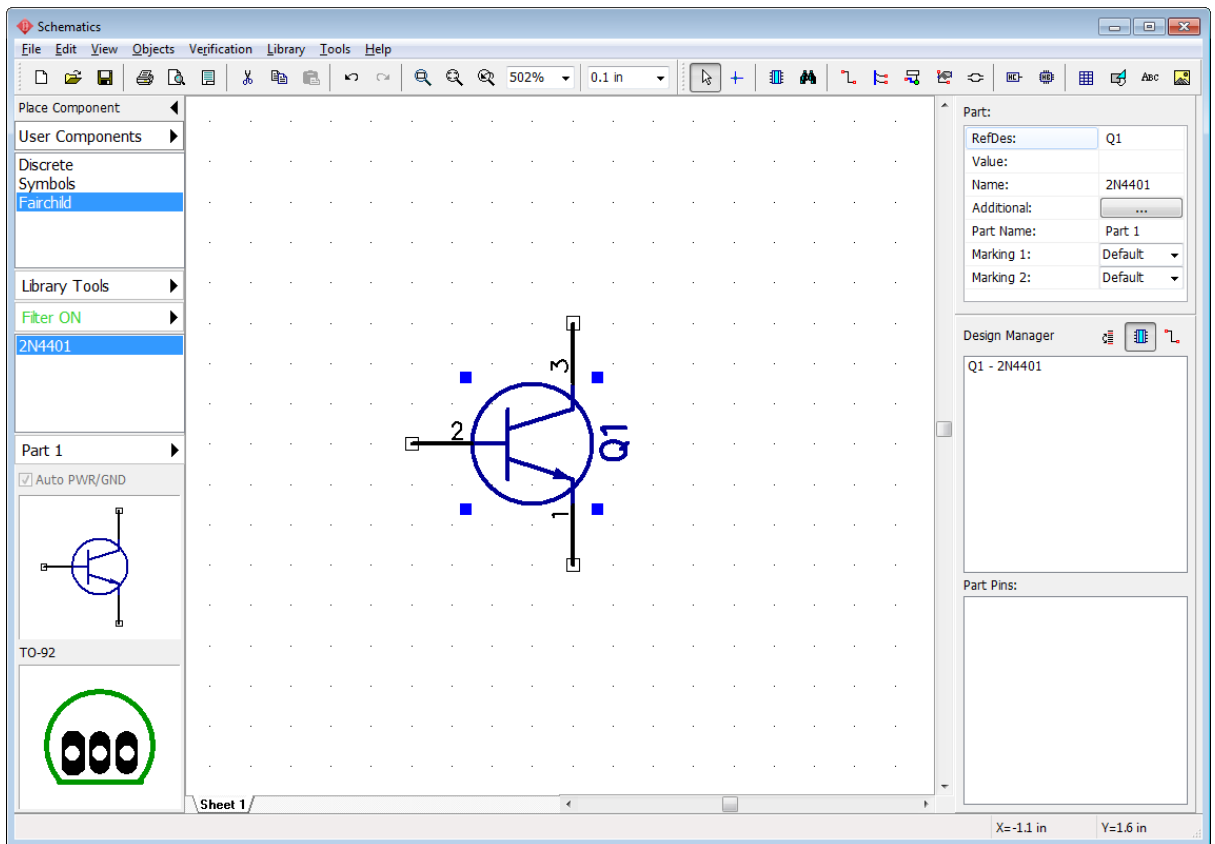 Schematics
File Edit View Objects Verification Library Tools Help
502% 0.1 in ABC
Place Component
User Components
Discrete
Symbols
Fairchild
Library Tools
Filter ON
2N4401
Part 1
Auto PWR/GND
TO-92
3
2
Q1
1
Sheet 1
Part:
RefDes: Q1
Value:
Name: 2N4401
Additional: ...
Part Name: Part 1
Marking 1: Default
Marking 2: Default
Design Manager
Q1 - 2N4401
Part Pins:
X=-1.1 in Y=1.6 in